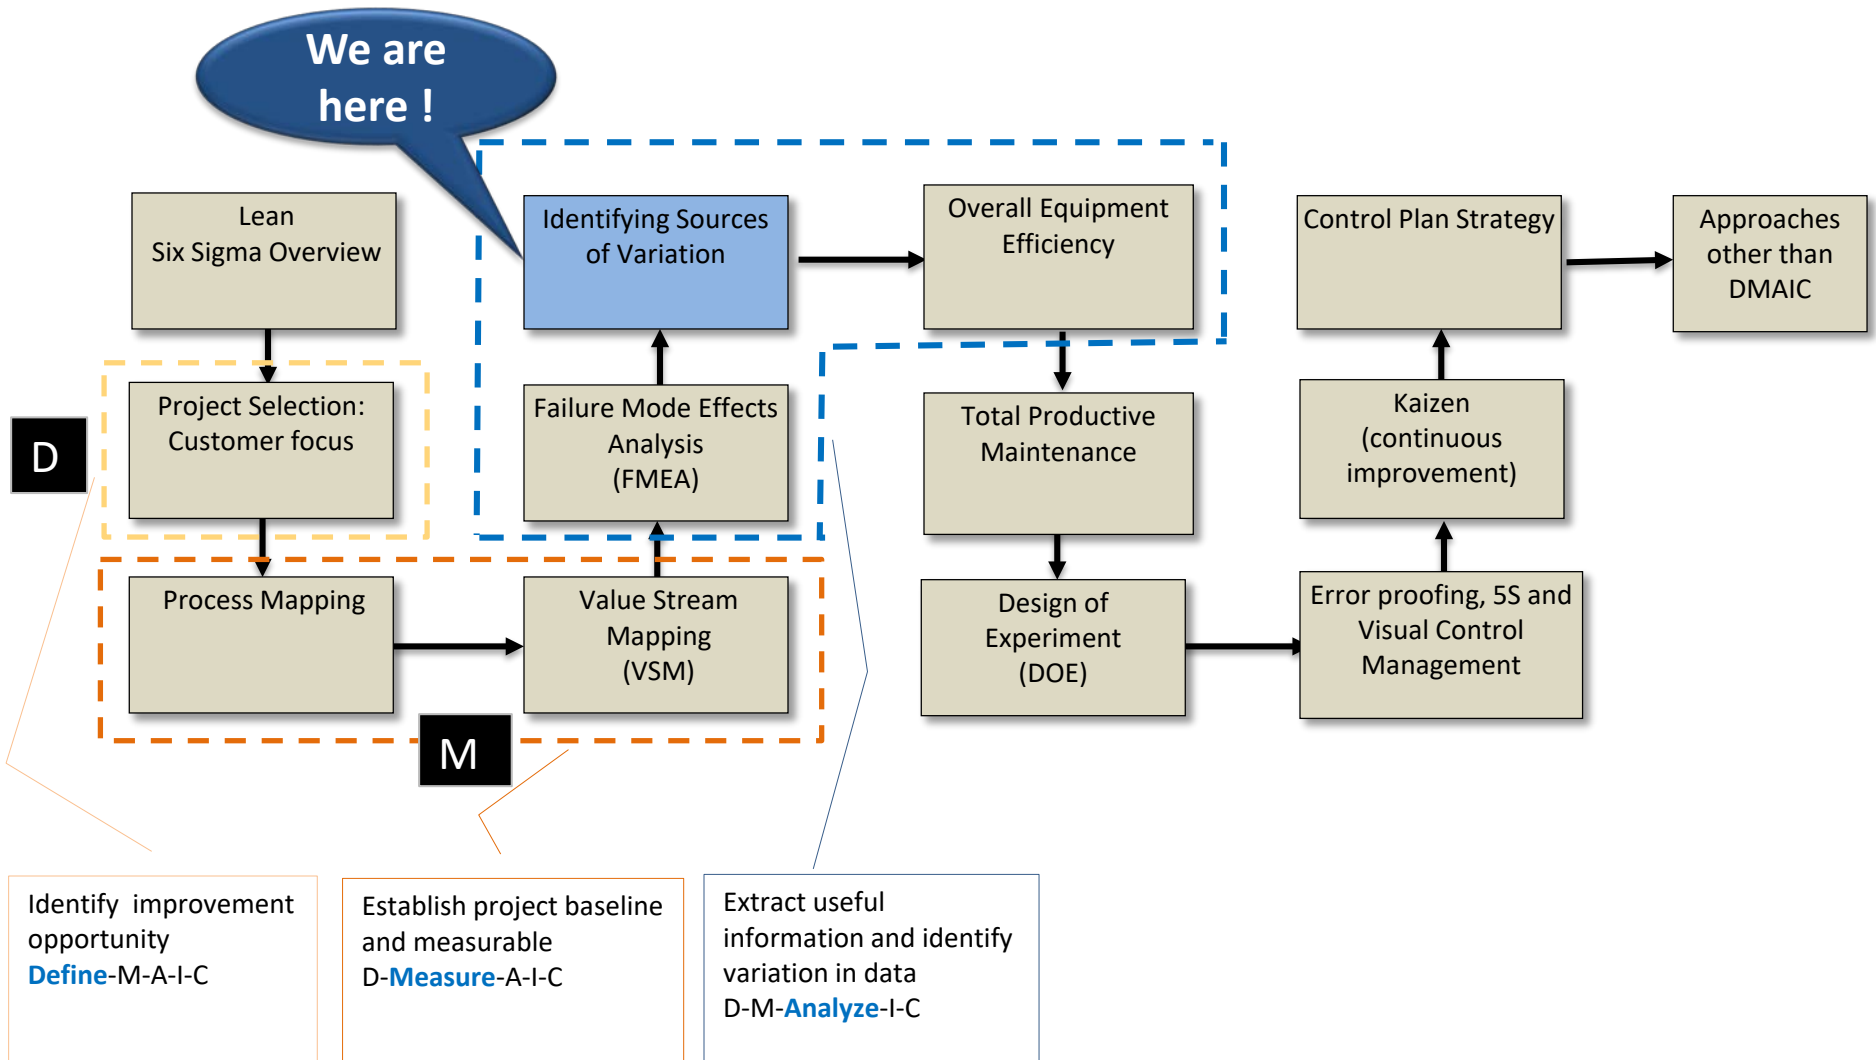 We are
here !
Lean
Six Sigma Overview
Identifying Sources
of Variation
Overall Equipment
Efficiency
Control Plan Strategy
Approaches
other than
DMAIC
D
Project Selection:
Customer focus
Failure Mode Effects
Analysis
(FMEA)
Total Productive
Maintenance
Kaizen
(continuous
improvement)
Process Mapping
Value Stream
Mapping
(VSM)
Design of
Experiment
(DOE)
Error proofing, 5S and
Visual Control
Management
M
Identify improvement
opportunity
Define-M-A-I-C
Establish project baseline
and measurable
D-Measure-A-I-C
Extract useful
information and identify
variation in data
D-M-Analyze-I-C